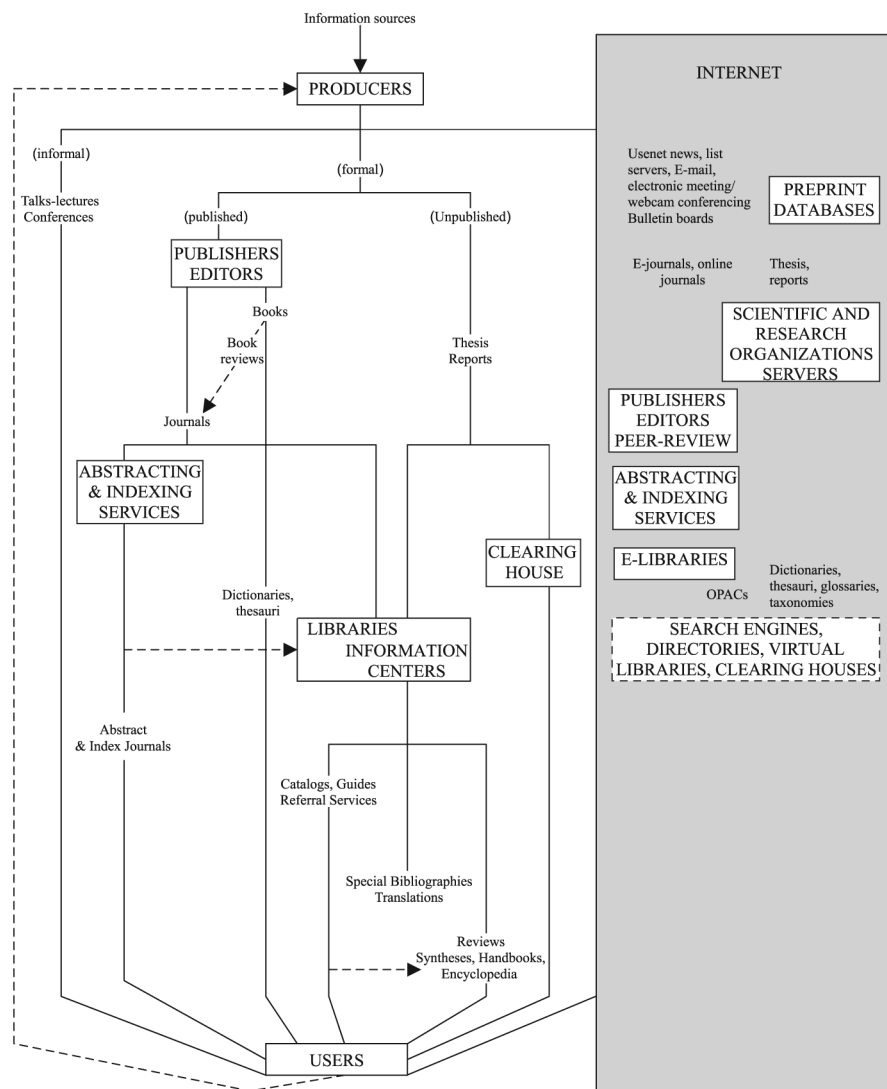 Information sources
PRODUCERS
(informal)
(formal)
Talks-lectures
Conferences
(published)
(Unpublished)
PUBLISHERS
EDITORS
Books
Book
reviews
Thesis
Reports
Journals
ABSTRACTING
& INDEXING
SERVICES
CLEARING
HOUSE
Dictionaries,
thesauri
LIBRARIES
INFORMATION
CENTERS
Abstract
& Index Journals
Catalogs, Guides
Referral Services
Special Bibliographies
Translations
Reviews
Syntheses, Handbooks,
Encyclopedia
USERS
INTERNET
Usenet news, list
servers, E-mail,
electronic meeting/
webcam conferencing
Bulletin boards
PREPRINT
DATABASES
E-journals, online
journals
Thesis,
reports
SCIENTIFIC AND
RESEARCH
ORGANIZATIONS
SERVERS
PUBLISHERS
EDITORS
PEER-REVIEW
ABSTRACTING
& INDEXING
SERVICES
E-LIBRARIES
OPACs
Dictionaries,
thesauri, glossaries,
taxonomies
SEARCH ENGINES,
DIRECTORIES, VIRTUAL
LIBRARIES, CLEARING HOUSES